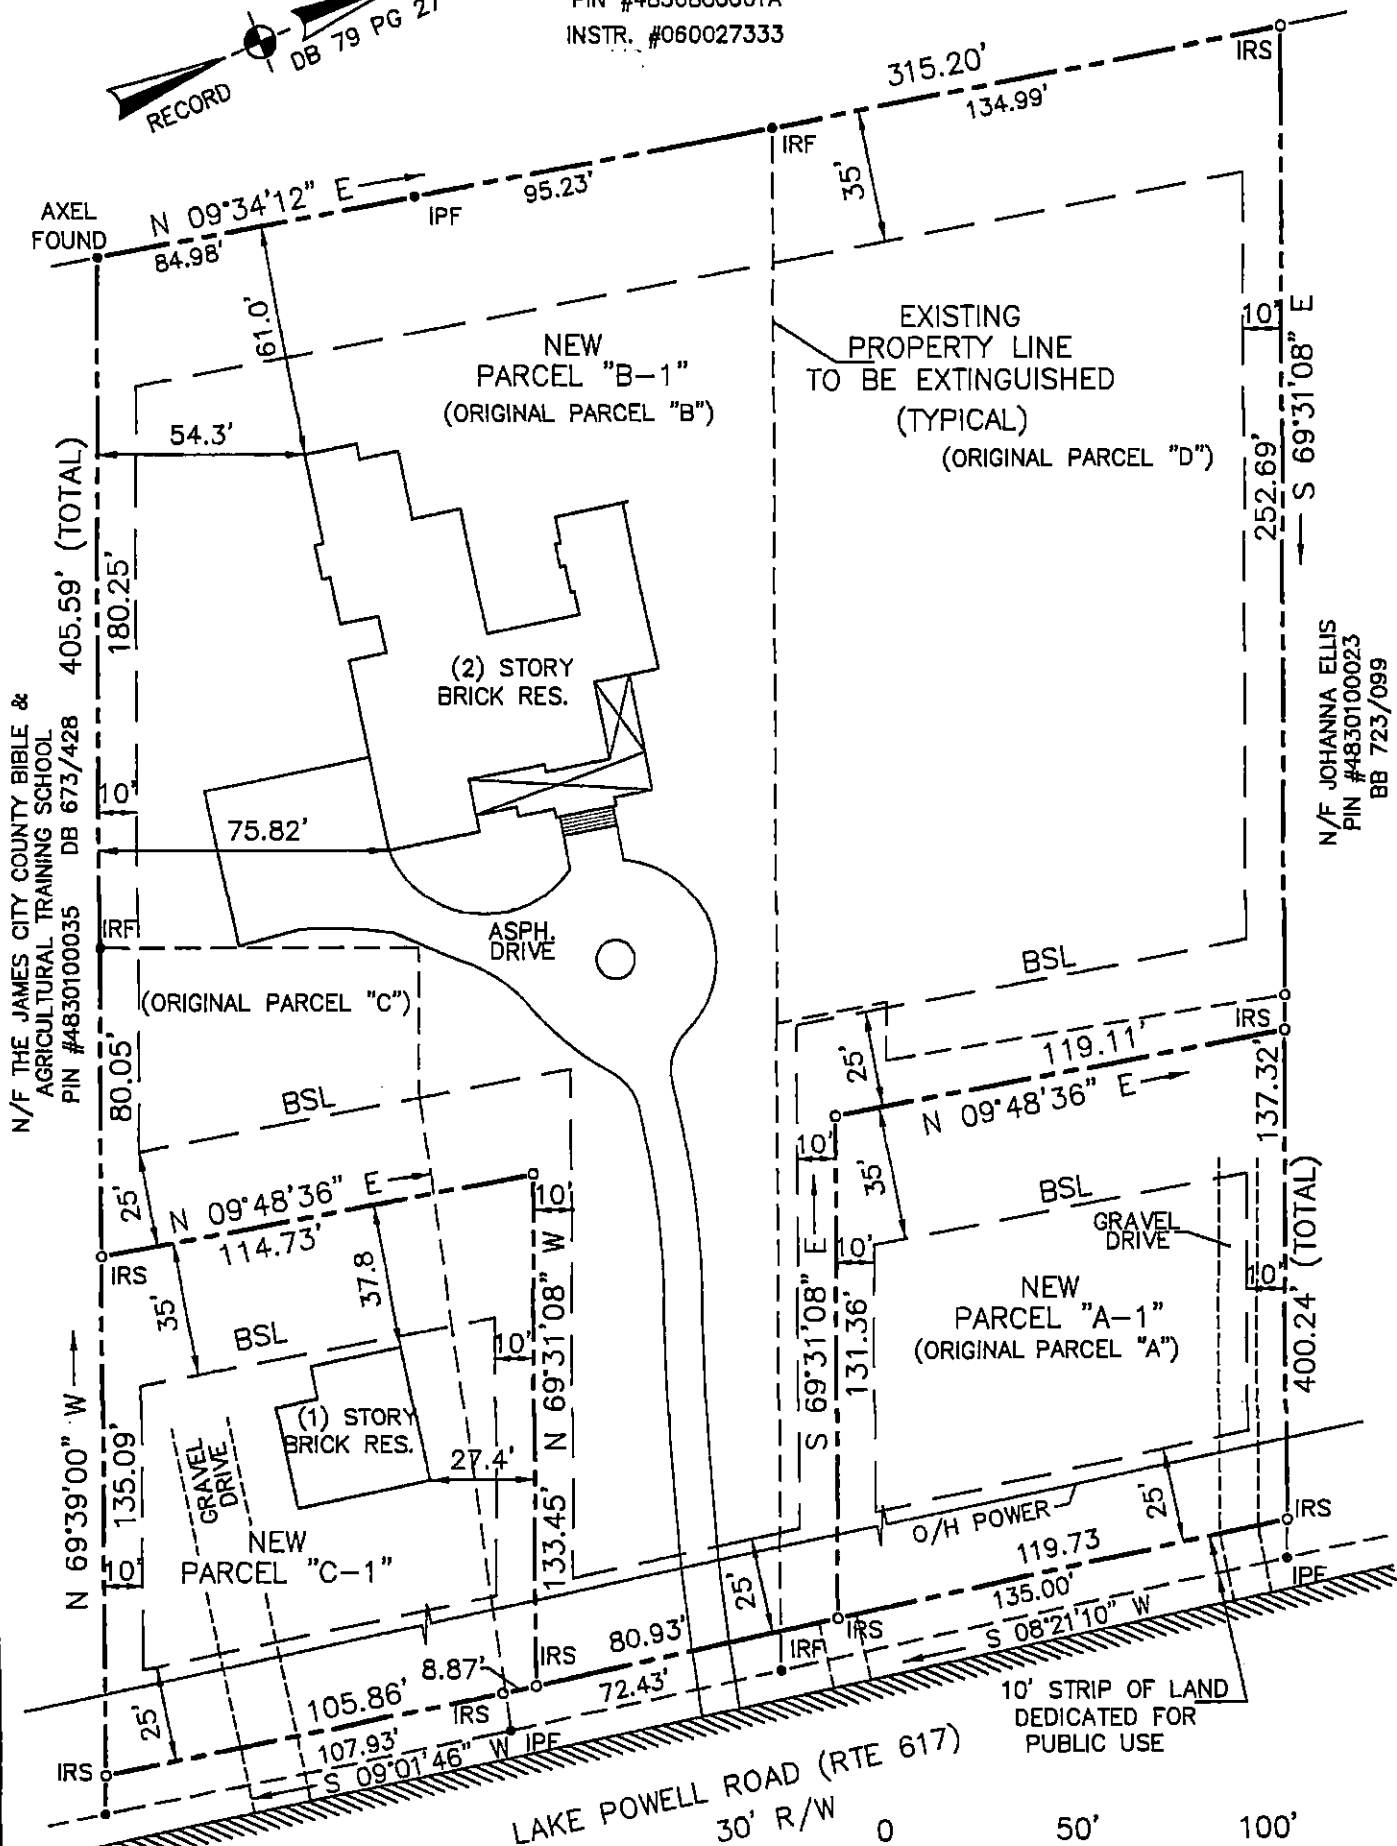 PIN #4830800001A
INSTR. #060027333
DB 79 PG 27
RECORD
315.20'
134.99'
IRS
IRF
35'
95.23'
IPF
N 09°34'12" E
84.98'
AXEL
FOUND
61.0'
NEW
PARCEL "B-1"
(ORIGINAL PARCEL "B")
EXISTING
PROPERTY LINE
TO BE EXTINGUISHED
(TYPICAL)
(ORIGINAL PARCEL "D")
10'
S 69°31'08" E
252.69'
54.3'
405.59' (TOTAL)
180.25'
(2) STORY
BRICK RES.
N/F JOHANNA ELLIS
PIN #4830100023
BB 723/099
N/F THE JAMES CITY COUNTY BIBLE &
AGRICULTURAL TRAINING SCHOOL
PIN #4830100035 DB 673/428
10'
75.82'
IRF
ASPH.
DRIVE
(ORIGINAL PARCEL "C")
80.05'
BSL
BSL
IRS
119.11'
N 09°48'36" E
25'
137.32'
25'
N 09°48'36" E
114.73'
IRS
10'
10'
35'
BSL
GRAVEL
DRIVE
400.24' (TOTAL)
35'
37.8
BSL
10'
N 69°31'08" W
133.45'
S 69°31'08" E
131.36'
10'
10'
NEW
PARCEL "A-1"
(ORIGINAL PARCEL "A")
(1) STORY
BRICK RES.
27.4'
N 69°39'00" W
135.09'
GRAVEL
DRIVE
10'
NEW
PARCEL "C-1"
O/H POWER
25'
IRS
119.73
135.00'
IPF
S 08°21'10" W
25'
IRS
IRF
80.93'
72.43'
IRS
8.87'
IRS
105.86'
107.93'
S 09°01'46" W
IPF
25'
IRS
10' STRIP OF LAND
DEDICATED FOR
PUBLIC USE
LAKE POWELL ROAD (RTE 617)
30' R/W
0 50' 100'